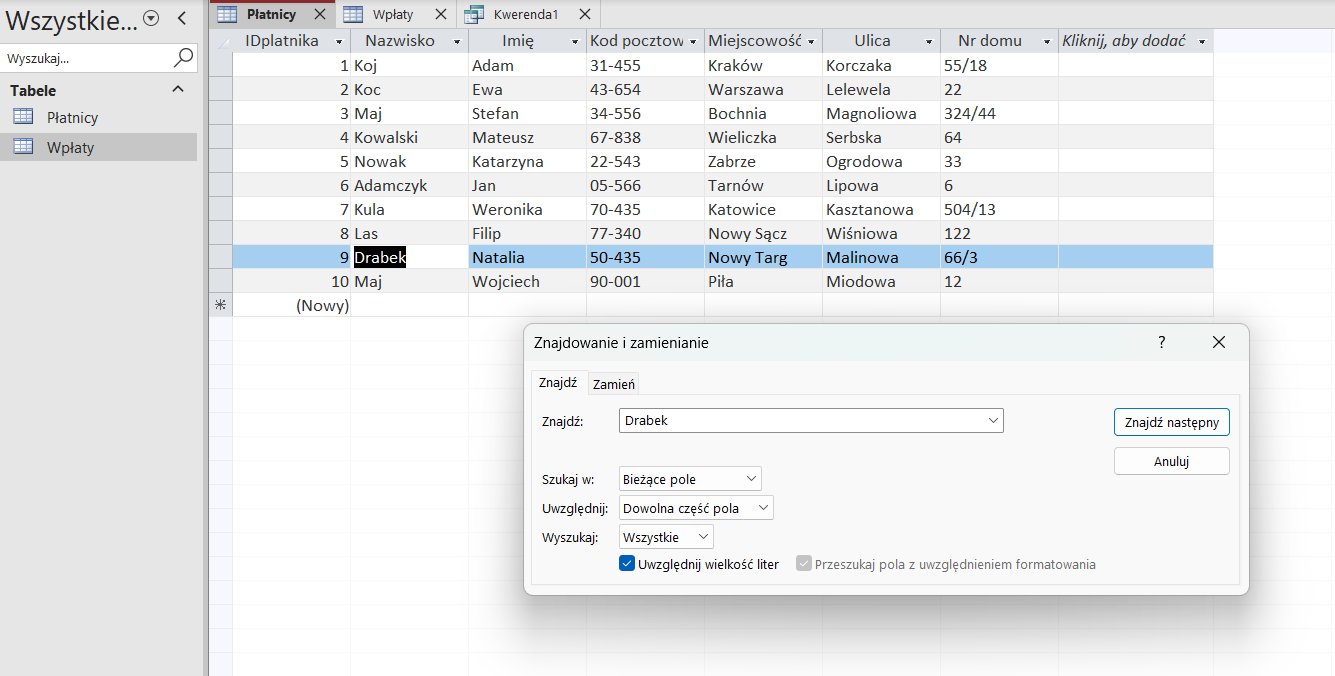 Wszystkie...
Wyszukaj...
Tabele
Płatnicy
Wpłaty
Płatnicy Wpłaty Kwerenda1
IDplatnika Nazwisko Imię Kod pocztow Miejscowość Ulica Nr domu Kliknij, aby dodać
1 Koj Adam 31-455 Kraków Korczaka 55/18
2 Koc Ewa 43-654 Warszawa Lelewela 22
3 Maj Stefan 34-556 Bochnia Magnoliowa 324/44
4 Kowalski Mateusz 67-838 Wieliczka Serbska 64
5 Nowak Katarzyna 22-543 Zabrze Ogrodowa 33
6 Adamczyk Jan 05-566 Tarnów Lipowa 6
7 Kula Weronika 70-435 Katowice Kasztanowa 504/13
8 Las Filip 77-340 Nowy Sącz Wiśniowa 122
9 Drabek Natalia 50-435 Nowy Targ Malinowa 66/3
10 Maj Wojciech 90-001 Piła Miodowa 12
(Nowy)
Znajdowanie i zamienianie ?
Znajdź Zamień
Znajdź: Drabek Znajdź następny
Anuluj
Szukaj w: Bieżące pole
Uwzględnij: Dowolna część pola
Wyszukaj: Wszystkie
Uwzględnij wielkość liter Przeszukaj pola z uwzględnieniem formatowania